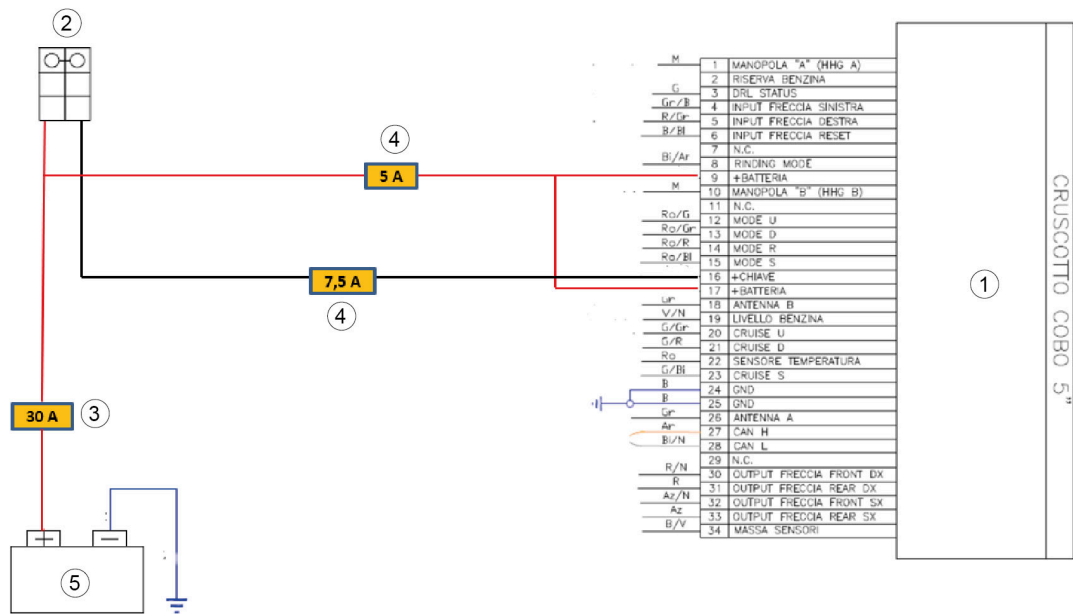 2
4
5 A
7,5 A
4
30 A
3
5
1
CRUSCOTTO COBO 5"
M 1 MANOPOLA "A" (HHG A)
2 RISERVA BENZINA
G 3 DRL STATUS
Gr/B 4 INPUT FRECCIA SINISTRA
R/Gr 5 INPUT FRECCIA DESTRA
B/Bl 6 INPUT FRECCIA RESET
7 N.C.
Bi/Ar 8 RINDING MODE
9 +BATTERIA
M 10 MANOPOLA "B" (HHG B)
11 N.C.
Ro/G 12 MODE U
Ro/Gr 13 MODE D
Ro/R 14 MODE R
Ro/Bl 15 MODE S
16 +CHIAVE
17 +BATTERIA
Gr 18 ANTENNA B
V/N 19 LIVELLO BENZINA
G/Gr 20 CRUISE U
G/R 21 CRUISE D
Ro 22 SENSORE TEMPERATURA
G/Bi 23 CRUISE S
B 24 GND
B 25 GND
Gr 26 ANTENNA A
Ar 27 CAN H
Bi/N 28 CAN L
29 N.C.
R/N 30 OUTPUT FRECCIA FRONT DX
R 31 OUTPUT FRECCIA REAR DX
Az/N 32 OUTPUT FRECCIA FRONT SX
Az 33 OUTPUT FRECCIA REAR SX
B/V 34 MASSA SENSORI